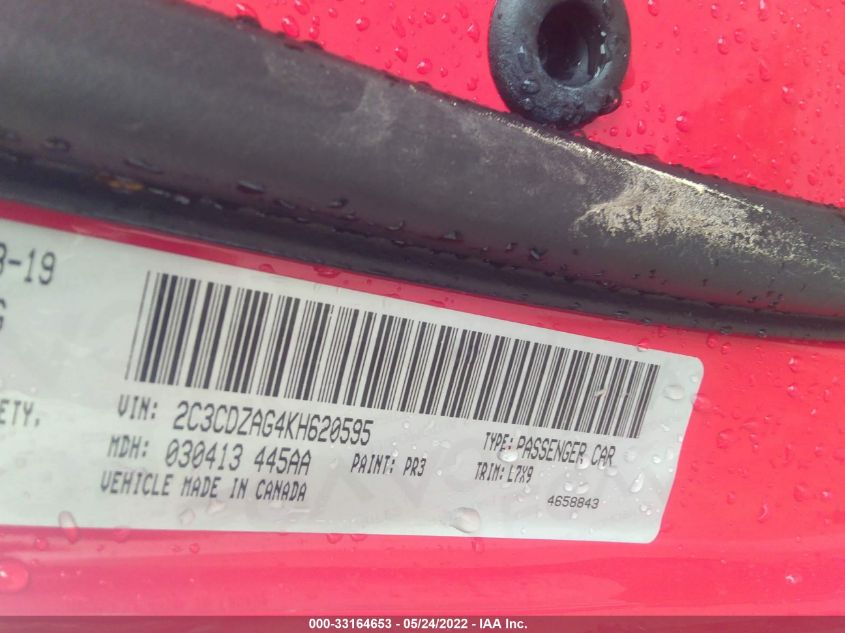 3-19
G
ETY,
VIN: 2C3CDZAG4KH620595
TYPE: PASSENGER CAR
MDH: 030413 445AA
PAINT: PR3
TRIM: L7X9
VEHICLE MADE IN CANADA
4658843
000-33164653 - 05/24/2022 - IAA Inc.